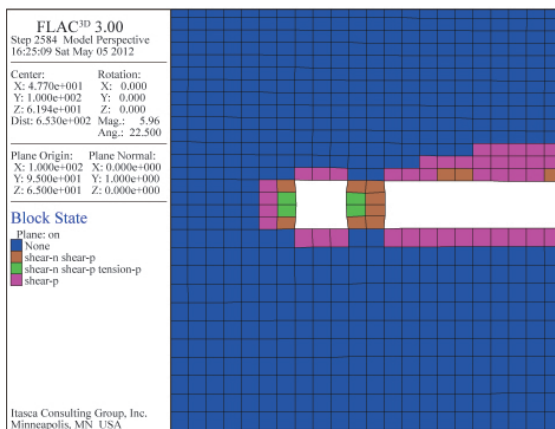 FLAC3D 3.00
Step 2584 Model Perspective
16:25:09 Sat May 05 2012
Center: Rotation:
X: 4.770e+001 X: 0.000
Y: 1.000e+002 Y: 0.000
Z: 6.194e+001 Z: 0.000
Dist: 6.530e+002 Mag.: 5.96
Ang.: 22.500
Plane Origin: Plane Normal:
X: 1.000e+002 X: 0.000e+000
Y: 9.500e+001 Y: 1.000e+000
Z: 6.500e+001 Z: 0.000e+000
Block State
Plane: on
None
shear-n shear-p
shear-n shear-p tension-p
shear-p
Itasca Consulting Group, Inc.
Minneapolis, MN USA